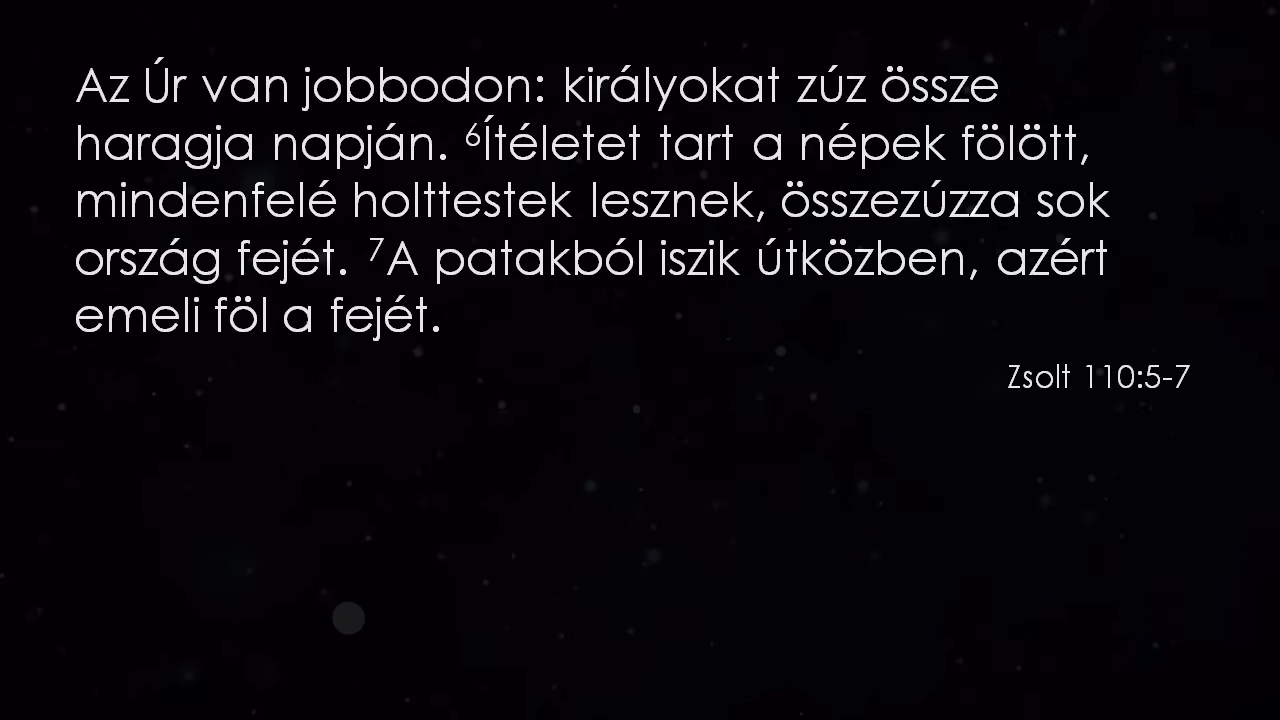 Az Úr van jobbodon: királyokat zúz össze
haragja napján. ⁶Ítéletet tart a népek fölött,
mindenfelé holttestek lesznek, összezúzza sok
ország fejét. ⁷A patakból iszik útközben, azért
emeli föl a fejét.
Zsolt 110:5-7